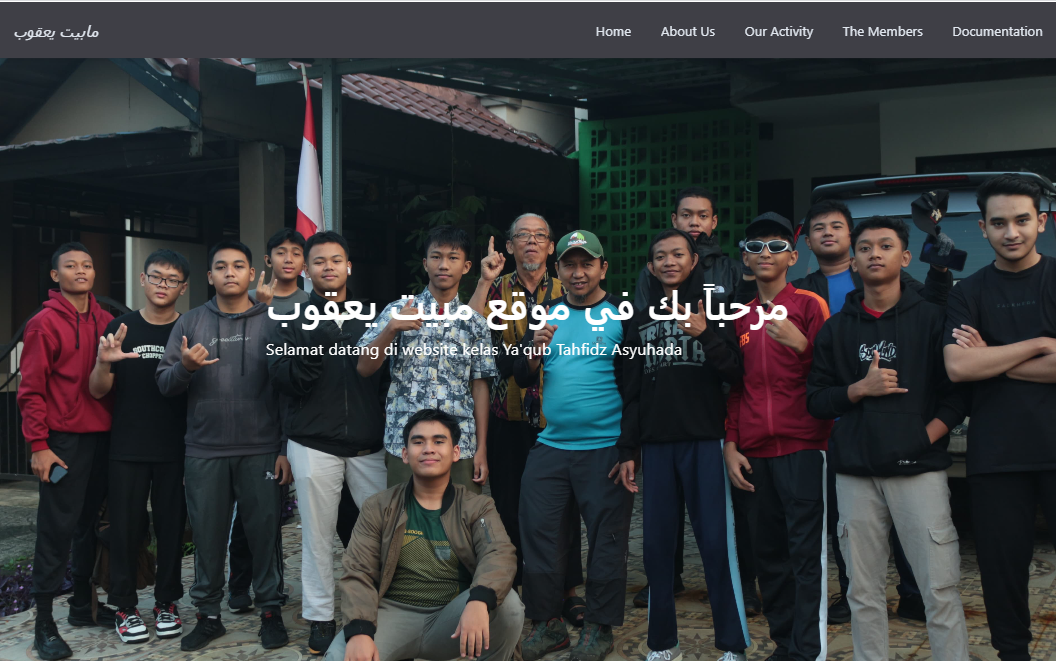 مابيت يعقوب
Home
About Us
Our Activity
The Members
Documentation
مرحباً بك في موقع مبيت يعقوب
Selamat datang di website kelas Ya'qub Tahfidz Asyuhada